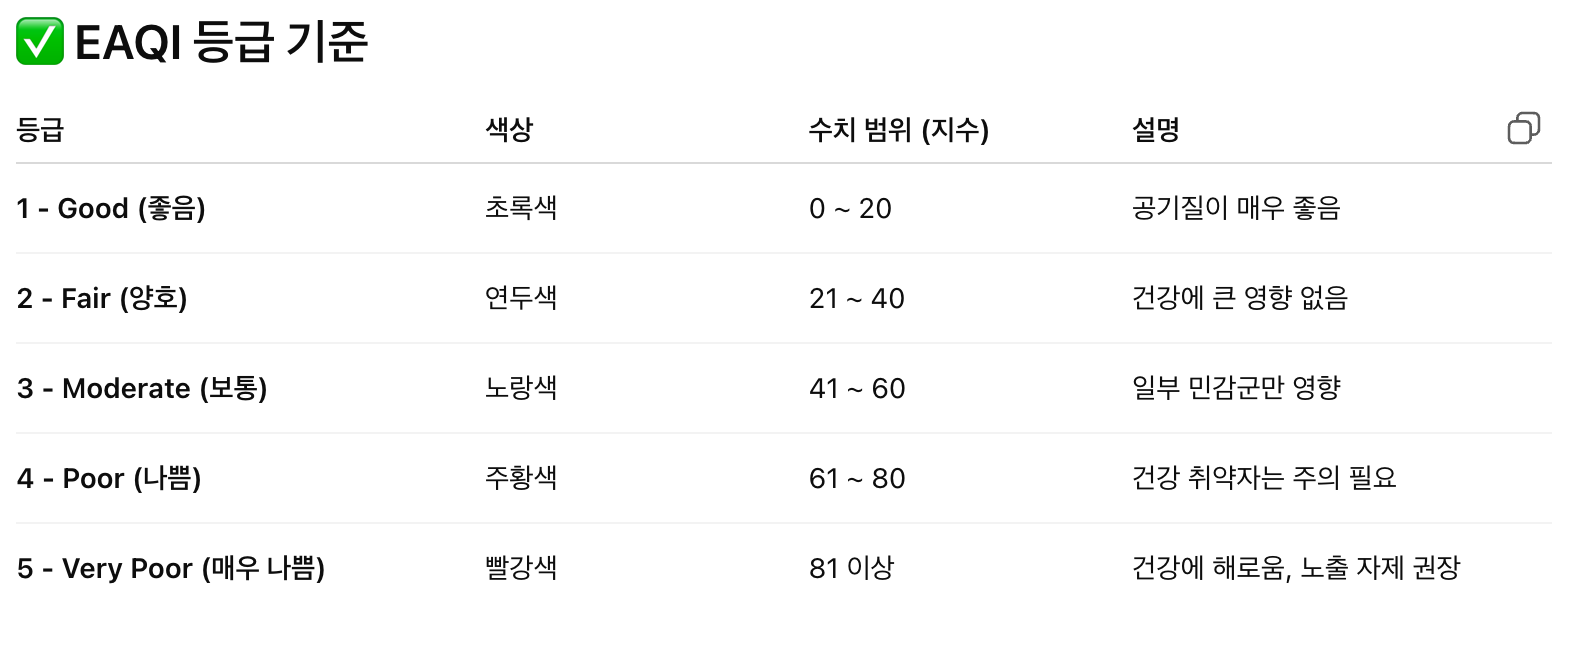 ✅ EAQI 등급 기준
등급 색상 수치 범위 (지수) 설명
1 - Good (좋음) 초록색 0 ~ 20 공기질이 매우 좋음
2 - Fair (양호) 연두색 21 ~ 40 건강에 큰 영향 없음
3 - Moderate (보통) 노랑색 41 ~ 60 일부 민감군만 영향
4 - Poor (나쁨) 주황색 61 ~ 80 건강 취약자는 주의 필요
5 - Very Poor (매우 나쁨) 빨강색 81 이상 건강에 해로움, 노출 자제 권장